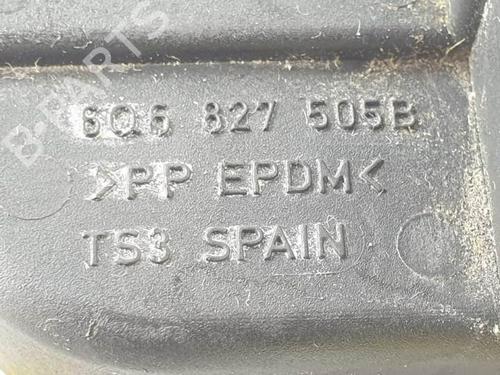 B-PARTS
6Q6 827 505B
>PP EPDM<
TS3 SPAIN